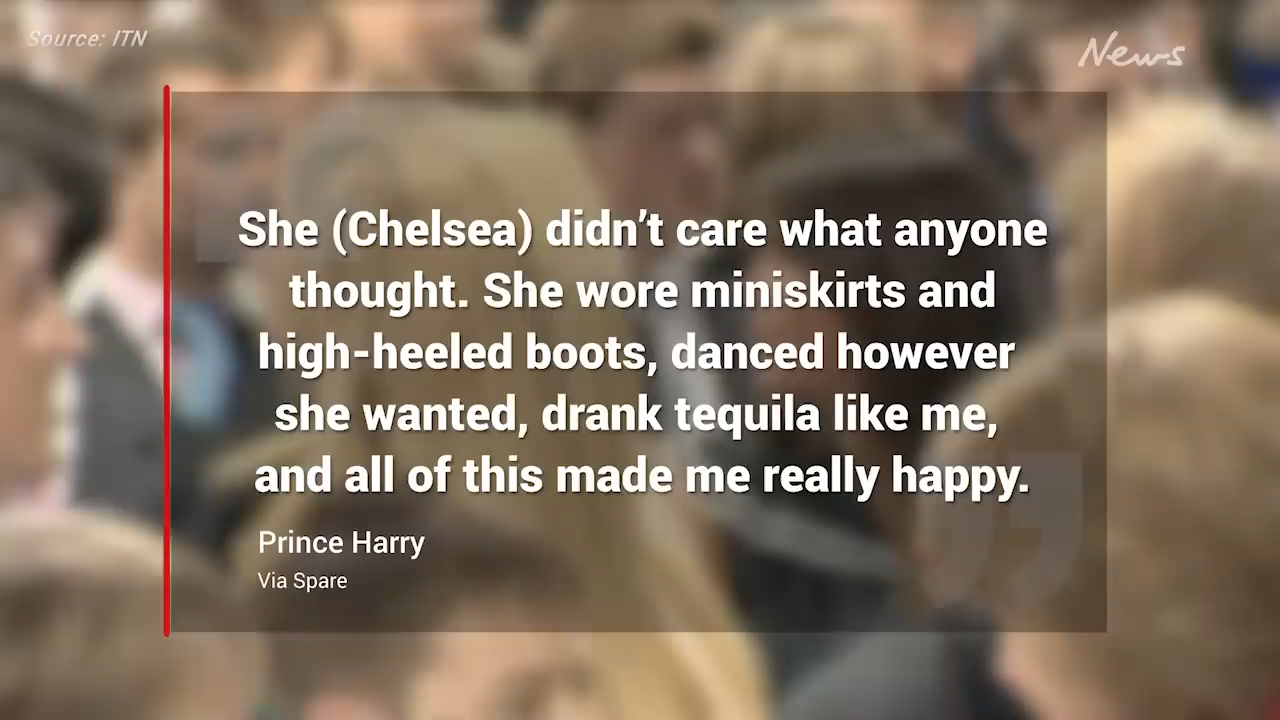 Source: ITN
News
She (Chelsea) didn’t care what anyone
thought. She wore miniskirts and
high-heeled boots, danced however
she wanted, drank tequila like me,
and all of this made me really happy.
Prince Harry
Via Spare